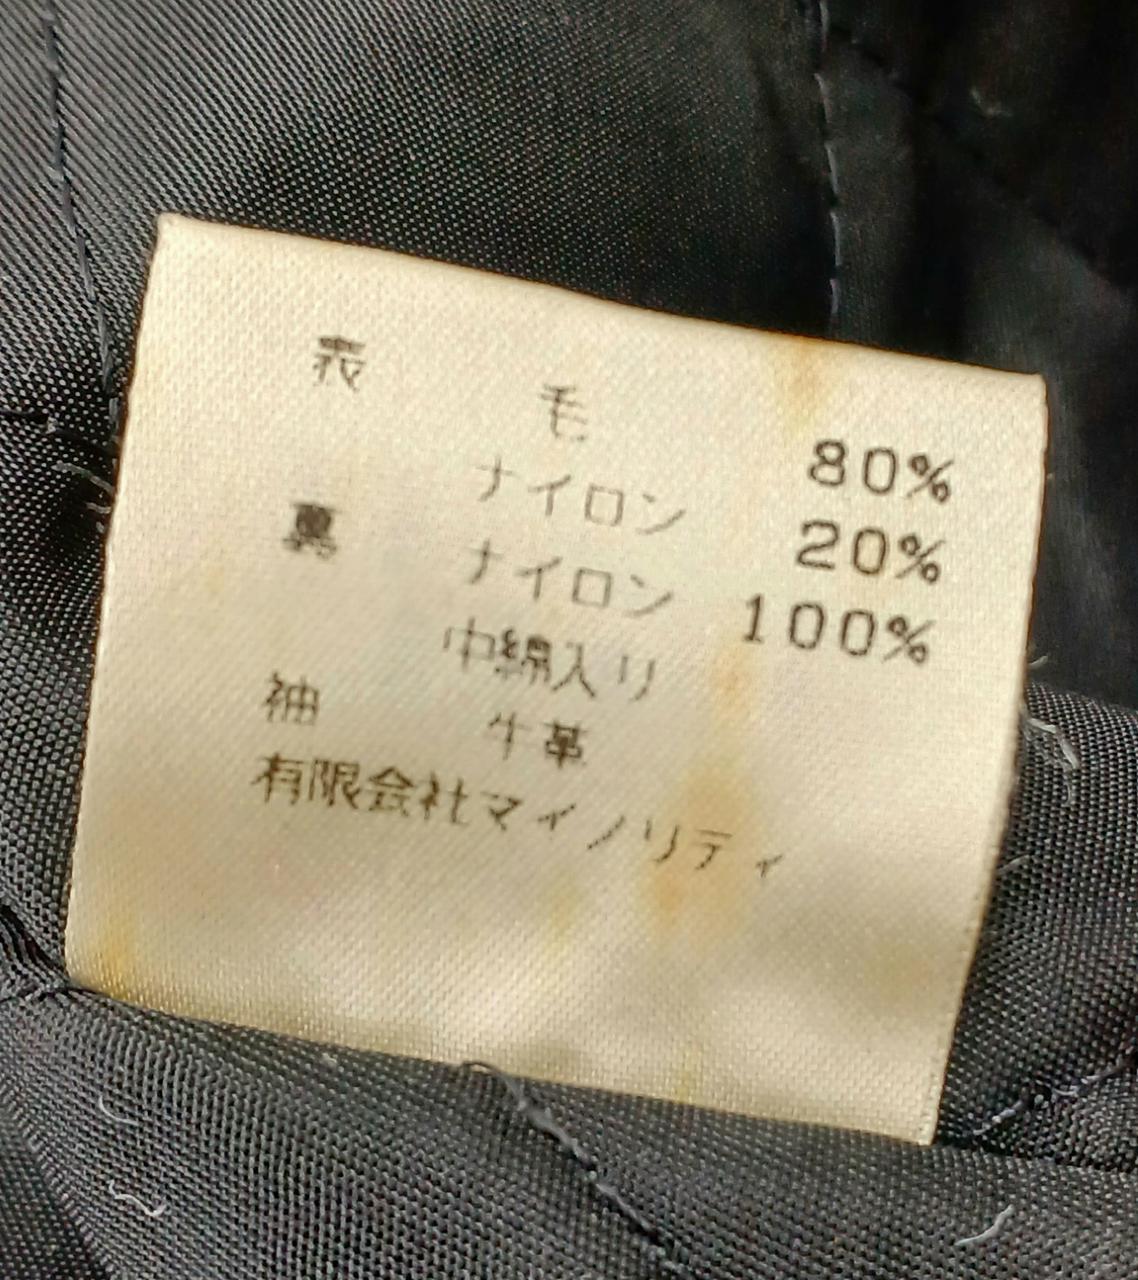 表 毛 80%
ナイロン 20%
裏 ナイロン 100%
中綿入り
袖 牛革
有限会社マイノリティ